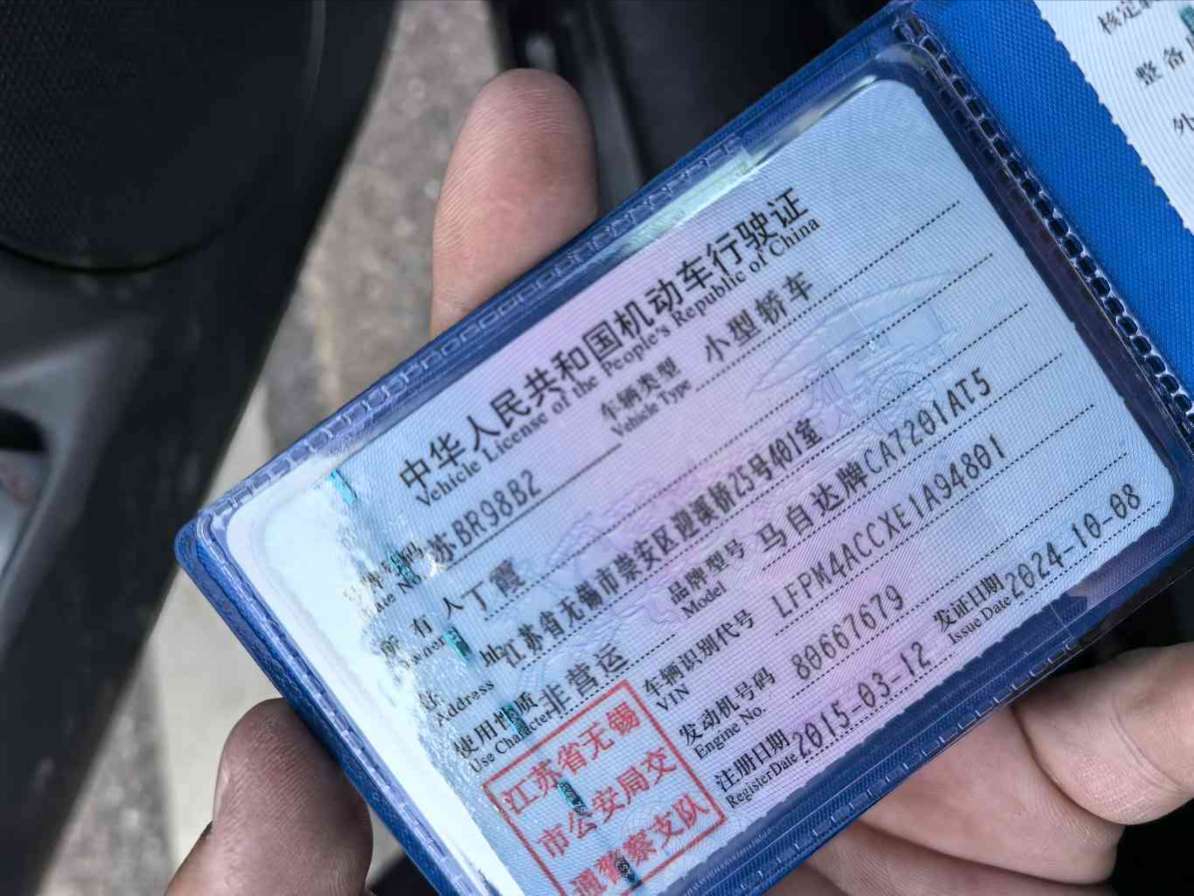 中华人民共和国机动车行驶证
Vehicle License of the People's Republic of China
苏BR98B2
车辆类型 小型轿车
Vehicle Type
人 丁霞
Owner
址 江苏省无锡市崇安区迎溪桥25号401室
Address
使用性质 非营运
Use Character
品牌型号 马自达牌CA7201AT5
Model
车辆识别代号 LFPM4ACCXE1A94801
VIN
发动机号码 80667679
Engine No.
注册日期 2015-03-12
RegisterDate
发证日期 2024-10-08
Issue Date
江苏省无锡
市公安局交
通警察支队
整备
外